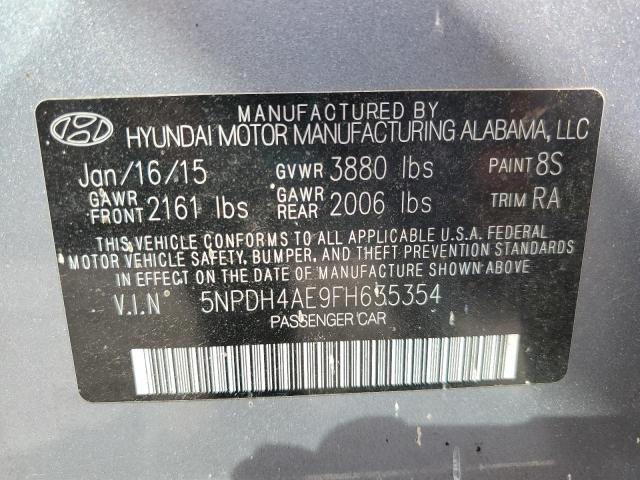 MANUFACTURED BY
HYUNDAI MOTOR MANUFACTURING ALABAMA, LLC
Jan/16/15 GVWR 3880 lbs PAINT 8S
GAWR FRONT 2161 lbs GAWR REAR 2006 lbs TRIM RA
THIS VEHICLE CONFORMS TO ALL APPLICABLE U.S.A. FEDERAL
MOTOR VEHICLE SAFETY, BUMPER, AND THEFT PREVENTION STANDARDS
IN EFFECT ON THE DATE OF MANUFACTURE SHOWN ABOVE
V.I.N 5NPDH4AE9FH635354
PASSENGER CAR